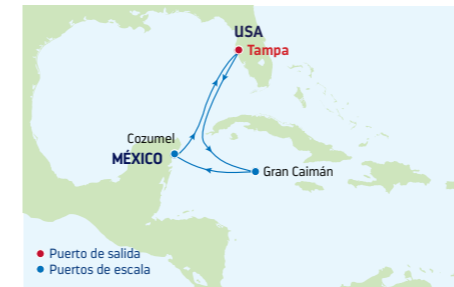 USA
Tampa
Cozumel
MÉXICO
Gran Caimán
Puerto de salida
Puertos de escala